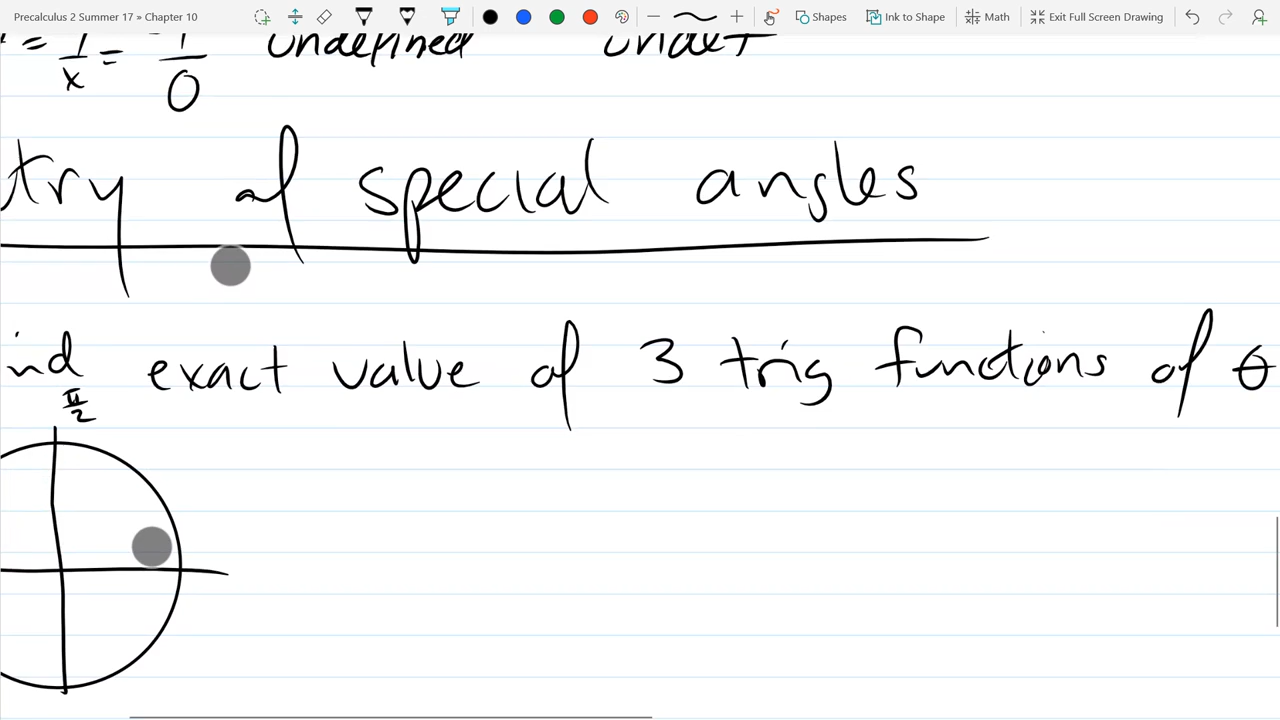 Precalculus 2 Summer 17 » Chapter 10
Shapes Ink to Shape Math Exit Full Screen Drawing
= 1/x = -1/0 undefined
try of special angles
ind exact value of 3 trig functions of θ
π/2